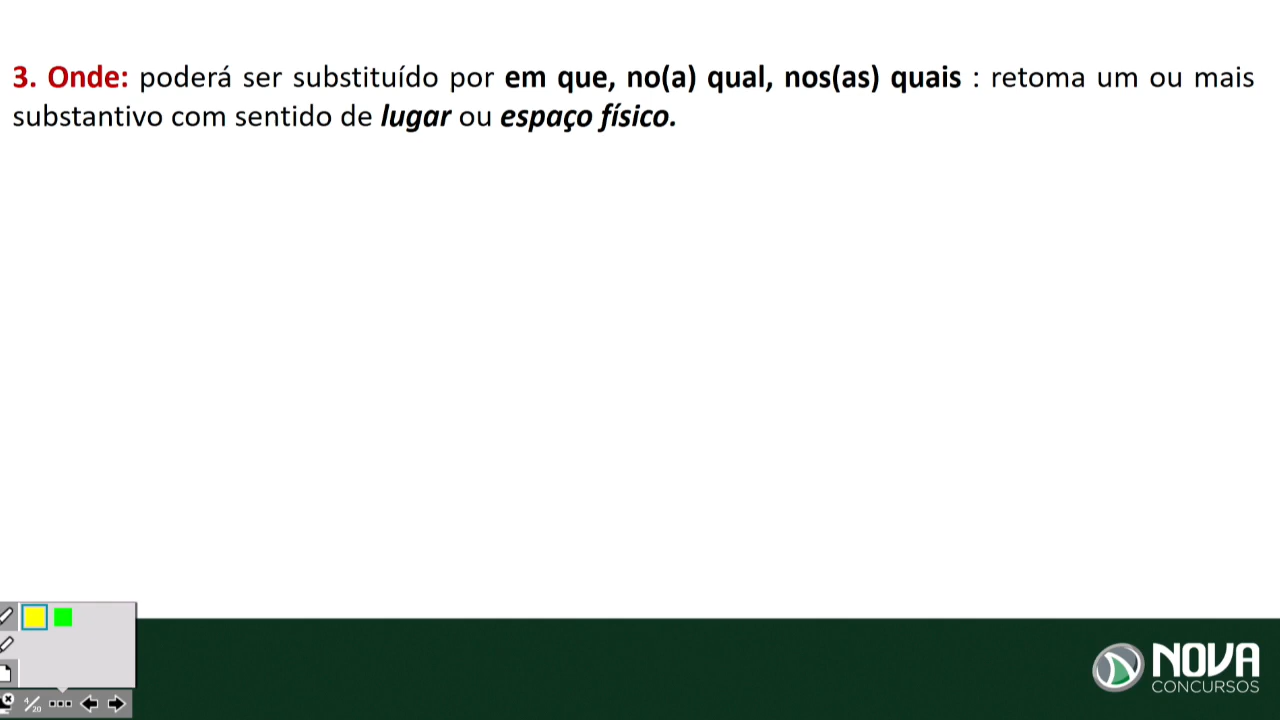 3. Onde: poderá ser substituído por em que, no(a) qual, nos(as) quais : retoma um ou mais
substantivo com sentido de lugar ou espaço físico.
NOVA
CONCURSOS